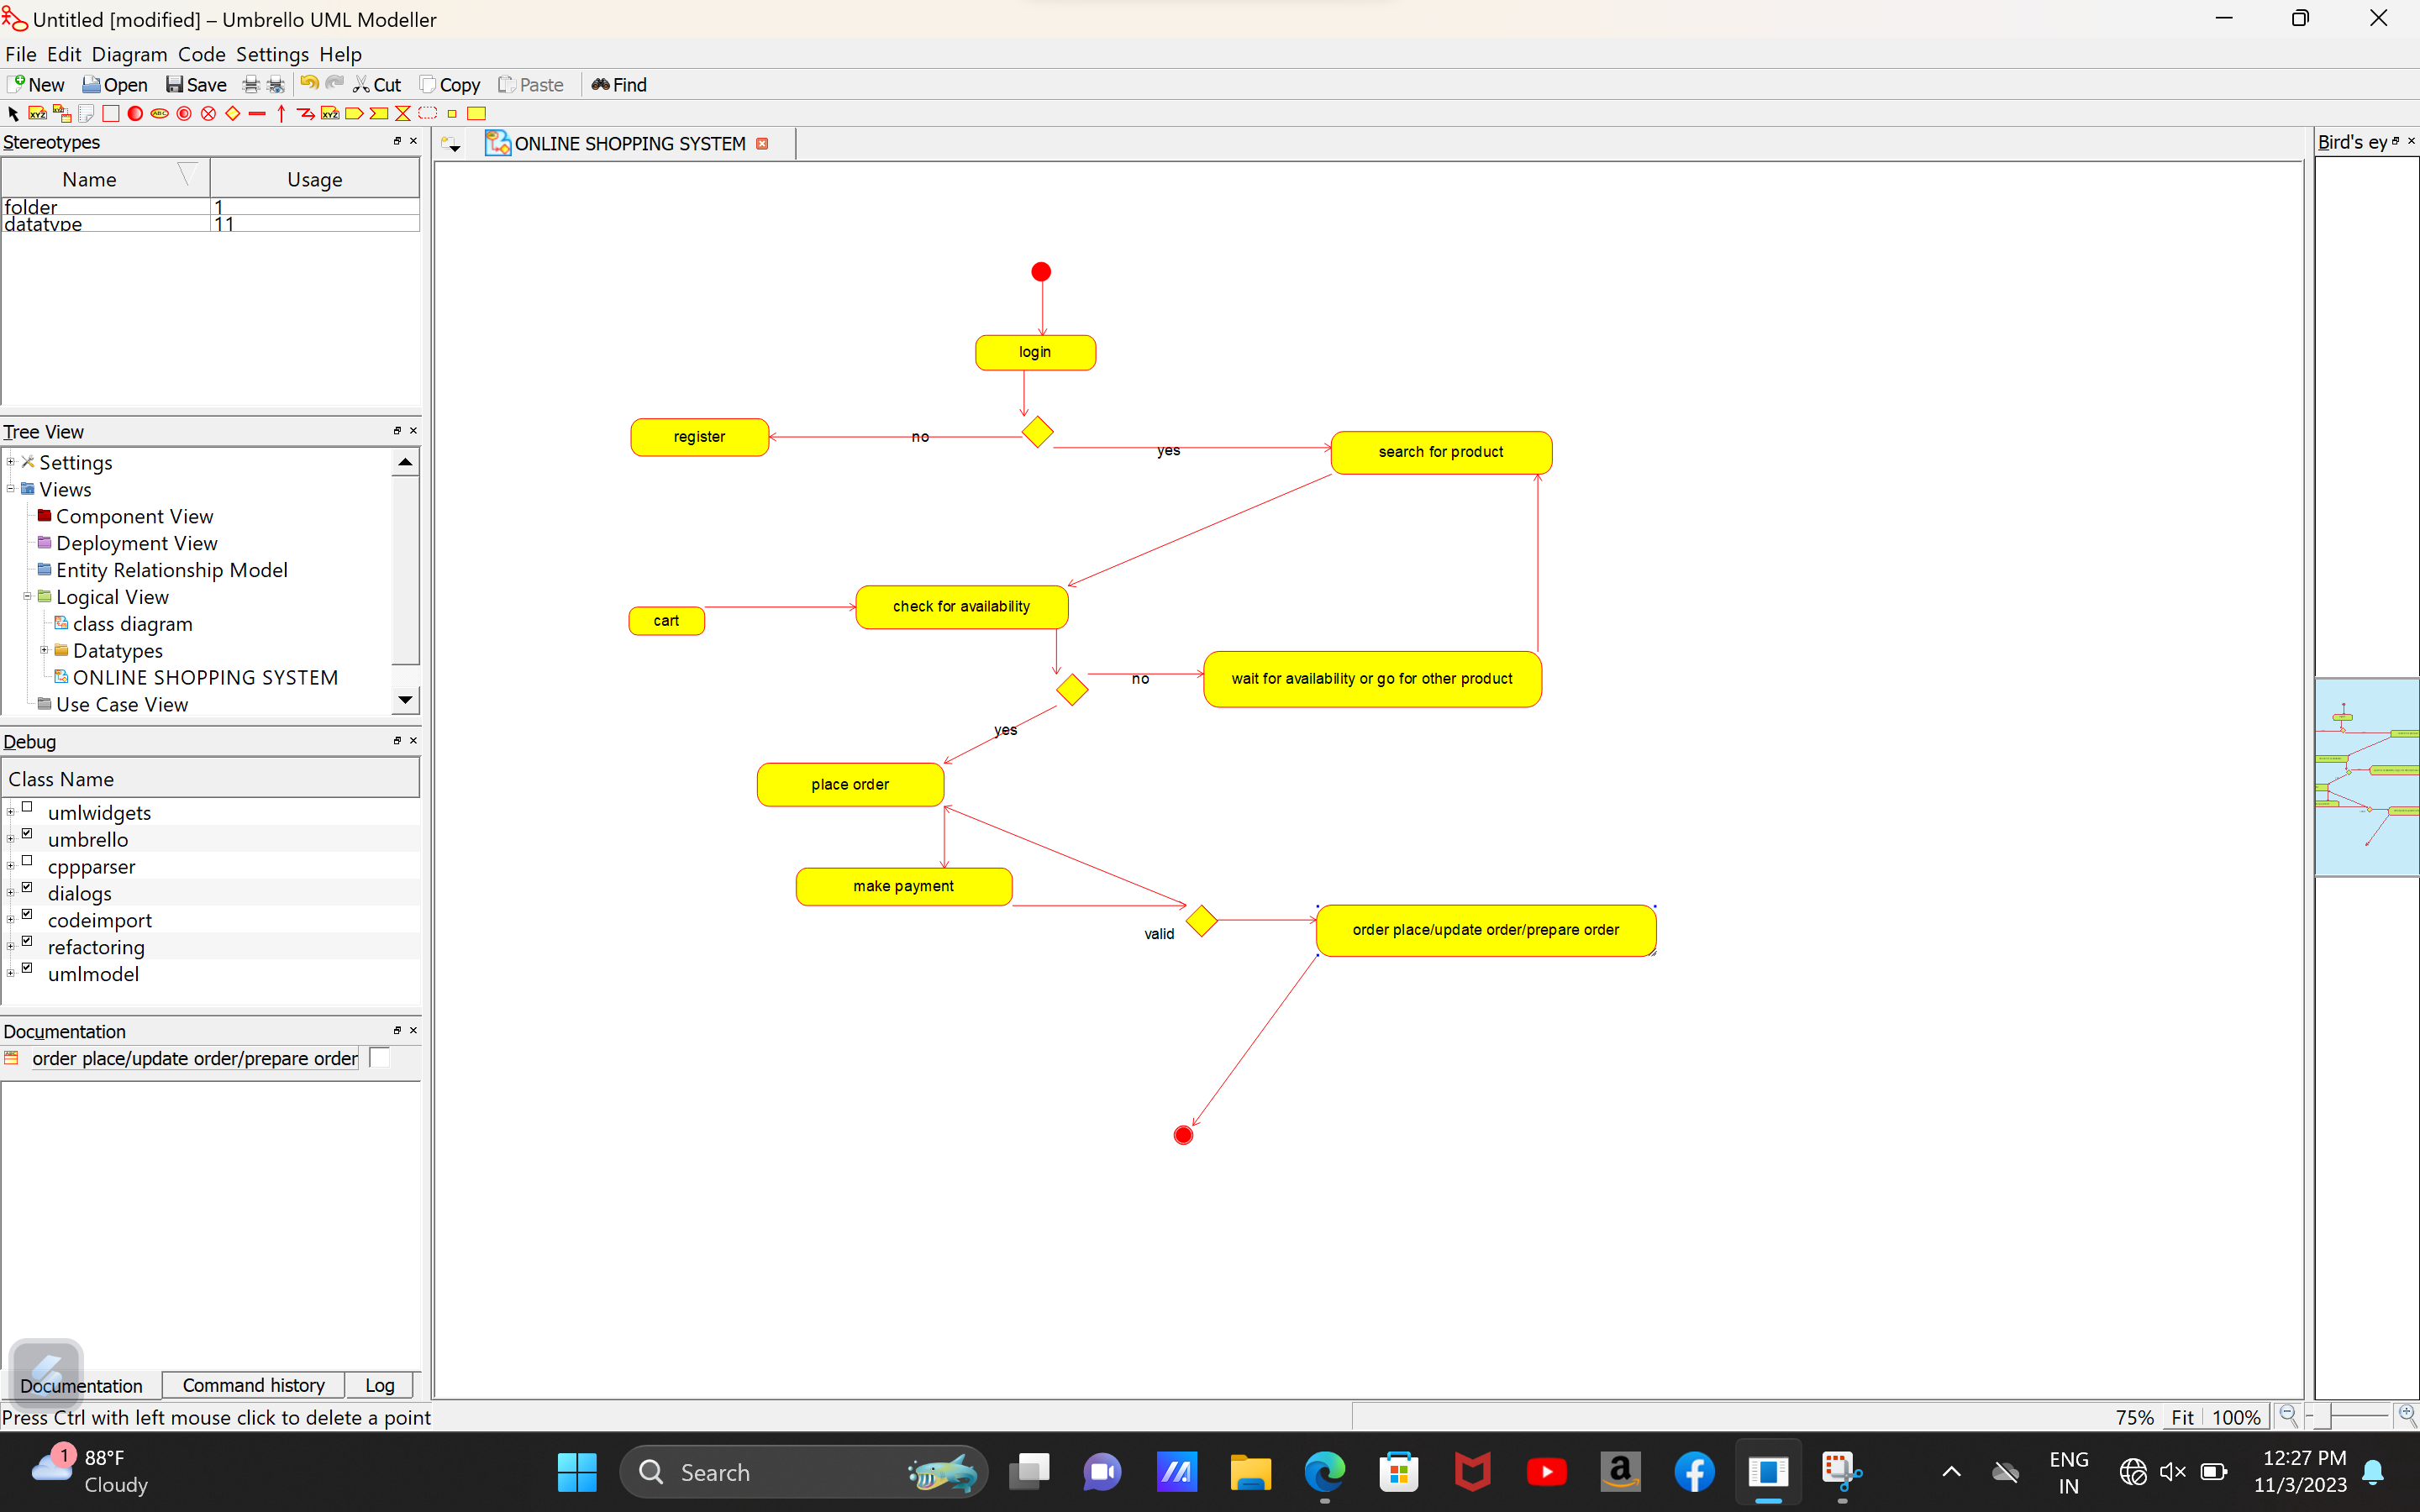 Untitled [modified] – Umbrello UML Modeller
File Edit Diagram Code Settings Help
New Open Save Cut Copy Paste Find
Stereotypes
Name Usage
folder 1
datatype 11
Tree View
Settings
Views
Component View
Deployment View
Entity Relationship Model
Logical View
class diagram
Datatypes
ONLINE SHOPPING SYSTEM
Use Case View
Debug
Class Name
umlwidgets
umbrello
cppparser
dialogs
codeimport
refactoring
umlmodel
Documentation
order place/update order/prepare order
Documentation Command history Log
Press Ctrl with left mouse click to delete a point
ONLINE SHOPPING SYSTEM
login
register
no
yes
search for product
cart
check for availability
no
wait for availability or go for other product
yes
place order
make payment
valid
order place/update order/prepare order
Bird's ey
75% Fit 100%
1
88°F
Cloudy
Search
ENG
IN
12:27 PM
11/3/2023